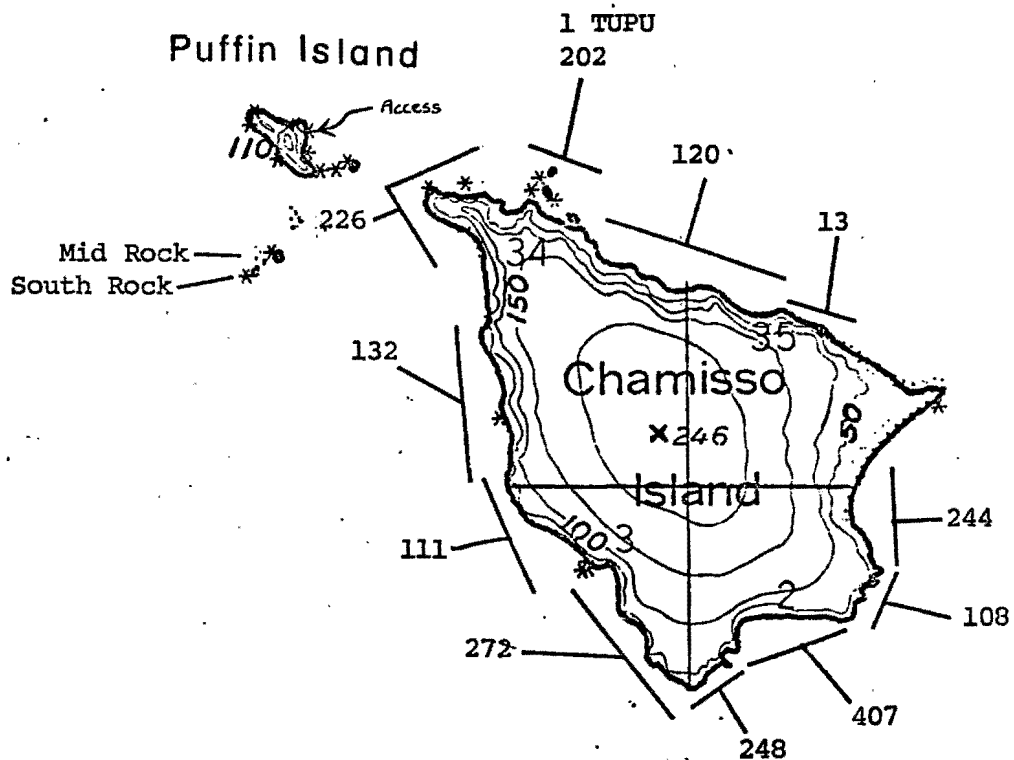 1 TUPU
202
Puffin Island
Access
110
120
226
13
Mid Rock
South Rock
34
150
35
132
Chamisso
50
246
Island
244
100
3
111
2
108
272
407
248